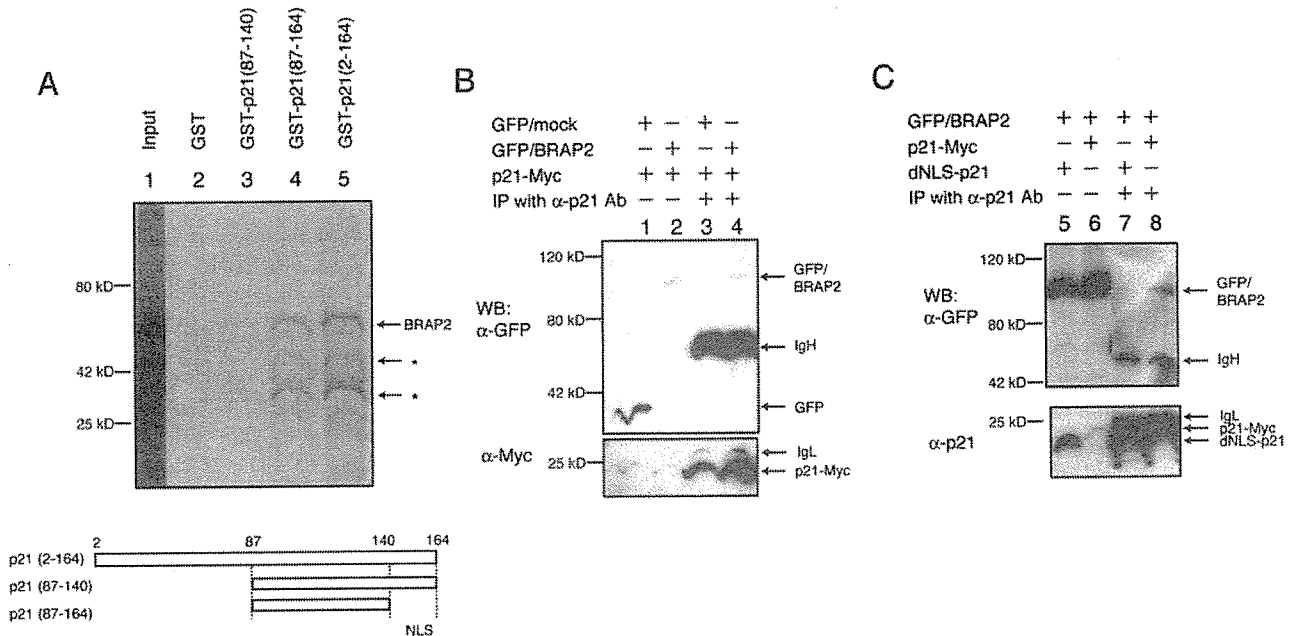 A
Input
GST
GST-p21(87-140)
GST-p21(87-164)
GST-p21(2-164)
1 2 3 4 5
80 kD
42 kD
25 kD
BRAP2
*
*
2 87 140 164
p21 (2-164)
p21 (87-140)
p21 (87-164)
NLS
B
GFP/mock + − + −
GFP/BRAP2 − + − +
p21-Myc + + + +
IP with α-p21 Ab − − + +
1 2 3 4
WB:
α-GFP
120 kD
80 kD
42 kD
GFP/
BRAP2
IgH
GFP
α-Myc
25 kD
IgL
p21-Myc
C
GFP/BRAP2 + + + +
p21-Myc − + − +
dNLS-p21 + − + −
IP with α-p21 Ab − − + +
5 6 7 8
WB:
α-GFP
120 kD
80 kD
42 kD
GFP/
BRAP2
IgH
α-p21
25 kD
IgL
p21-Myc
dNLS-p21